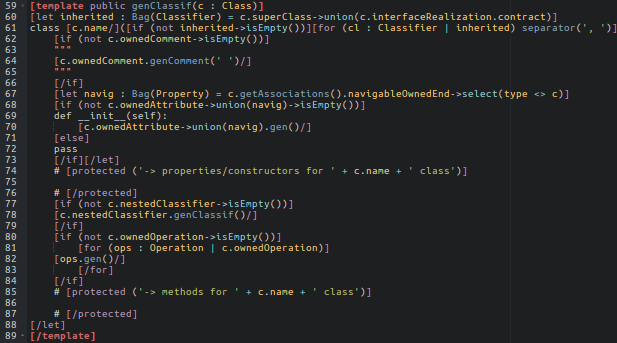 59 [template public genClassif(c : Class)]
60 [let inherited : Bag(Classifier) = c.superClass->union(c.interfaceRealization.contract)]
61 class [c.name/]([if (not inherited->isEmpty())][for (cl : Classifier | inherited) separator(', ')]
62 [if (not c.ownedComment->isEmpty())]
63 """
64 [c.ownedComment.genComment(' ')/]
65 """
66 [/if]
67 [let navig : Bag(Property) = c.getAssociations().navigableOwnedEnd->select(type <> c)]
68 [if (not c.ownedAttribute->union(navig)->isEmpty())]
69 def __init__(self):
70 [c.ownedAttribute->union(navig).gen()/]
71 [else]
72 pass
73 [/if][/let]
74 # [protected ('-> properties/constructors for ' + c.name + ' class')]
75
76 # [/protected]
77 [if (not c.nestedClassifier->isEmpty())]
78 [c.nestedClassifier.genClassif()/]
79 [/if]
80 [if (not c.ownedOperation->isEmpty())]
81 [for (ops : Operation | c.ownedOperation)]
82 [ops.gen()/]
83 [/for]
84 [/if]
85 # [protected ('-> methods for ' + c.name + ' class')]
86
87 # [/protected]
88 [/let]
89 [/template]